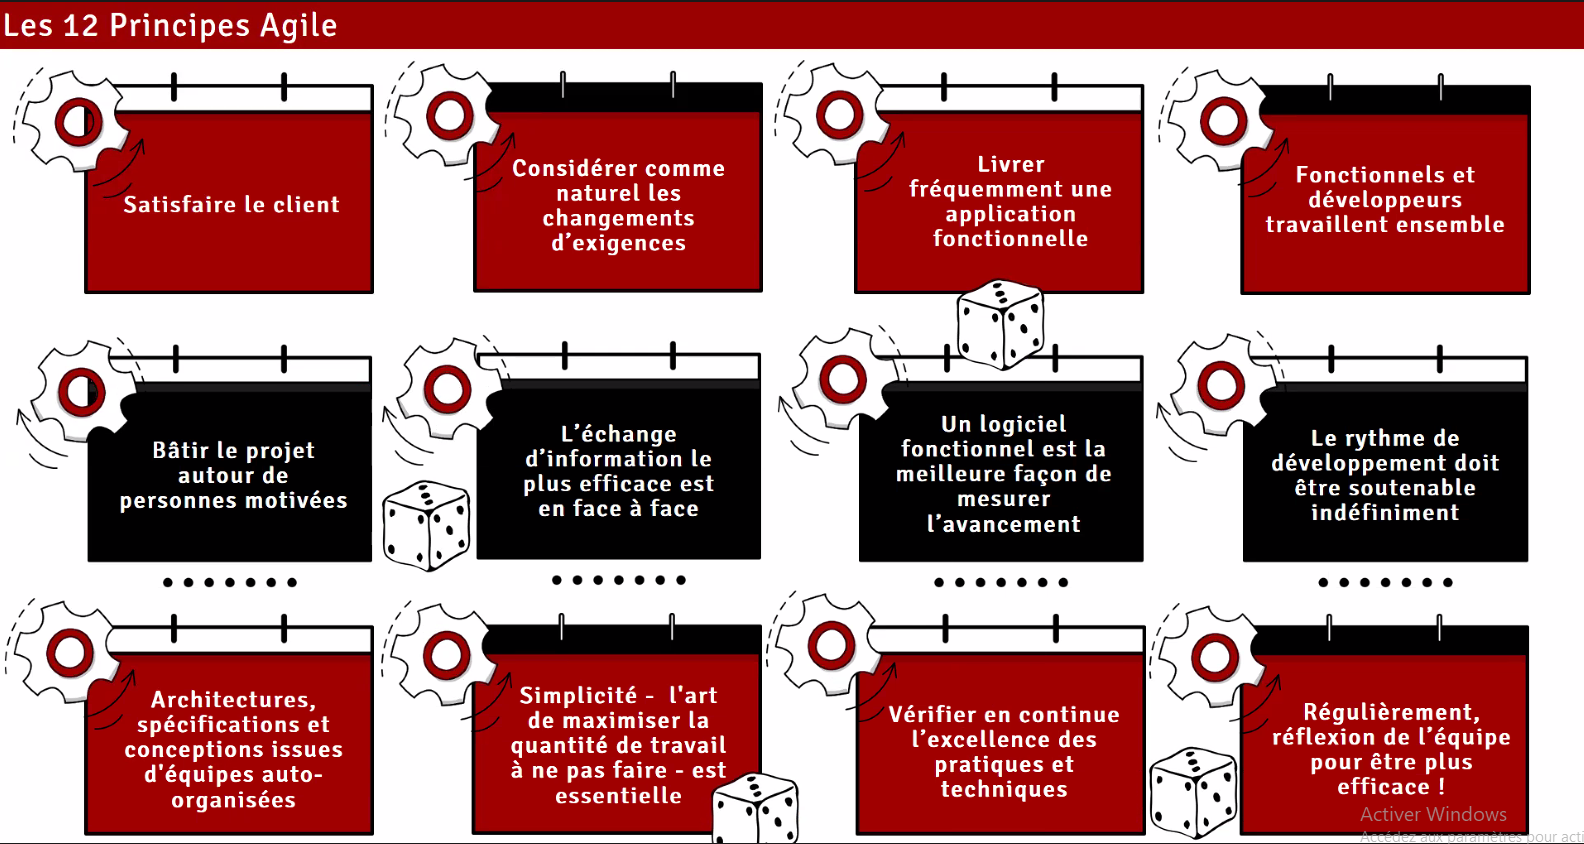 Les 12 Principes Agile
Satisfaire le client
Considérer comme
naturel les
changements
d’exigences
Livrer
fréquemment une
application
fonctionnelle
Fonctionnels et
développeurs
travaillent ensemble
Bâtir le projet
autour de
personnes motivées
L’échange
d’information le
plus efficace est
en face à face
Un logiciel
fonctionnel est la
meilleure façon de
mesurer
l’avancement
Le rythme de
développement doit
être soutenable
indéfiniment
Architectures,
spécifications et
conceptions issues
d'équipes auto-
organisées
Simplicité -  l'art
de maximiser la
quantité de travail
à ne pas faire - est
essentielle
Vérifier en continue
l’excellence des
pratiques et
techniques
Régulièrement,
réflexion de l’équipe
pour être plus
efficace !
Activer Windows
Accédez aux paramètres pour acti